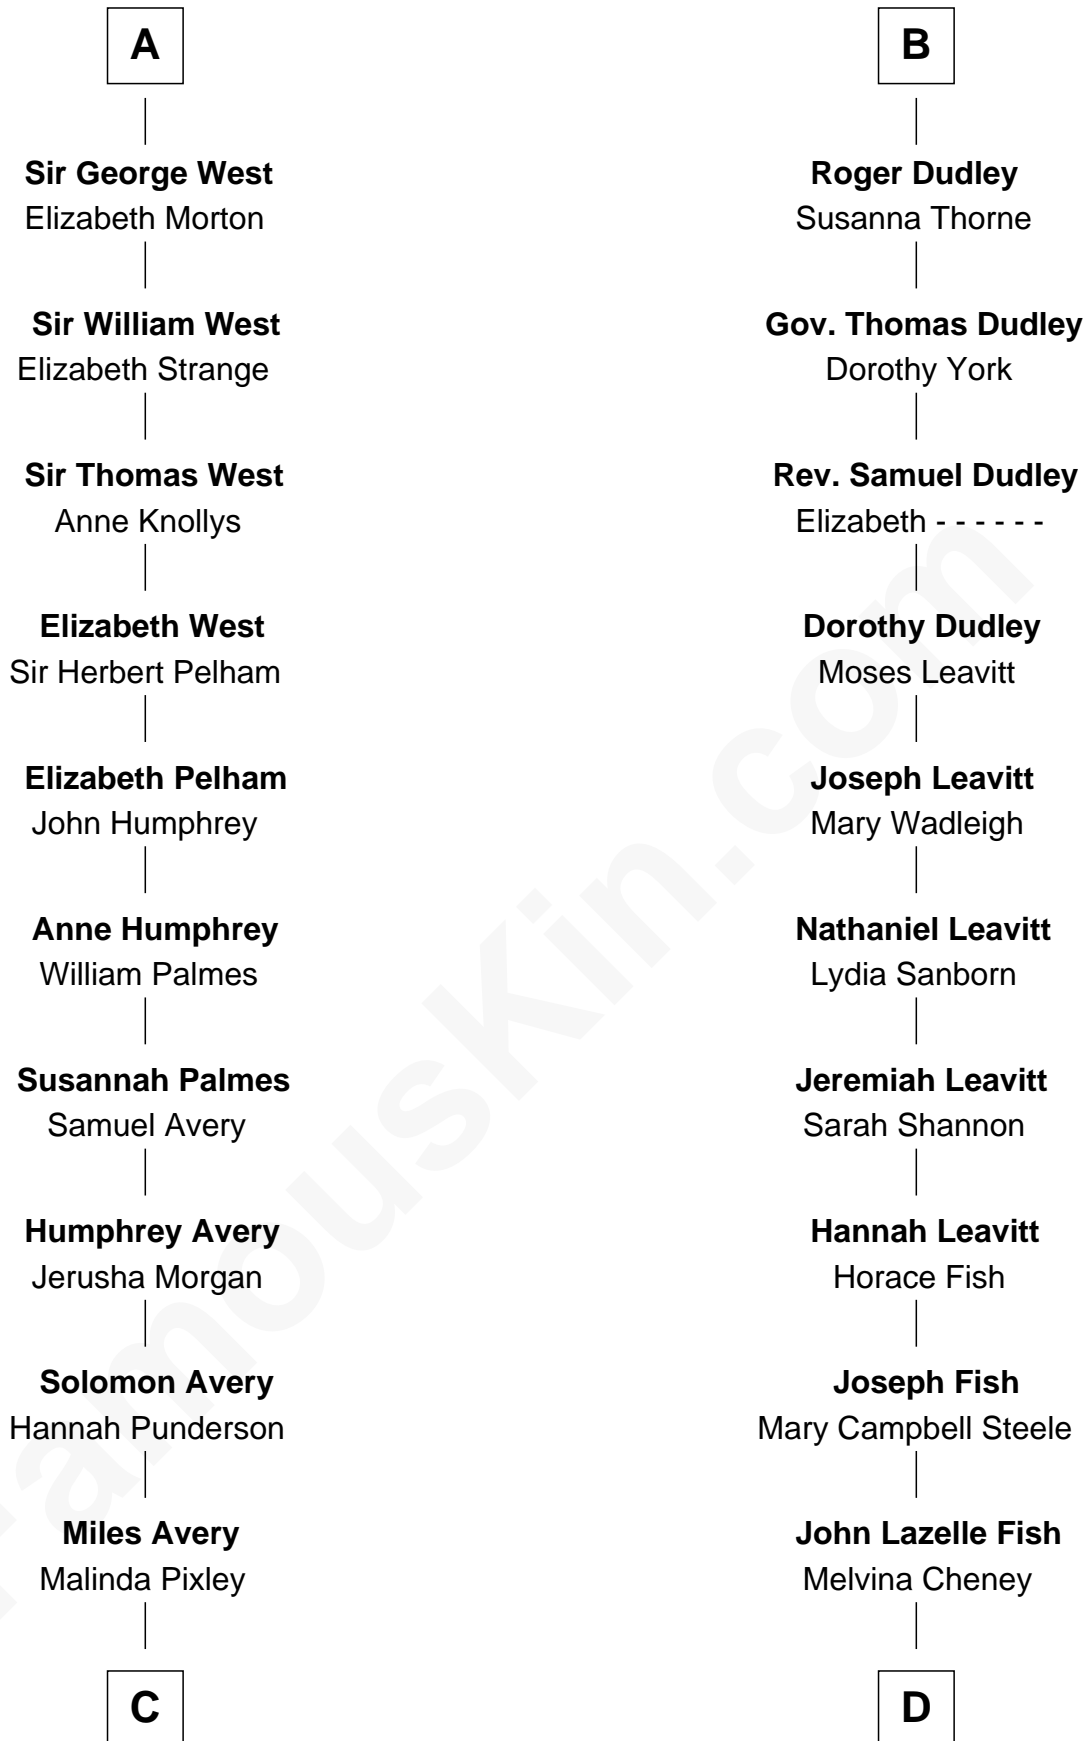 A
Sir George West
Elizabeth Morton
Sir William West
Elizabeth Strange
Sir Thomas West
Anne Knollys
Elizabeth West
Sir Herbert Pelham
Elizabeth Pelham
John Humphrey
Anne Humphrey
William Palmes
Susannah Palmes
Samuel Avery
Humphrey Avery
Jerusha Morgan
Solomon Avery
Hannah Punderson
Miles Avery
Malinda Pixley
C
B
Roger Dudley
Susanna Thorne
Gov. Thomas Dudley
Dorothy York
Rev. Samuel Dudley
Elizabeth - - - - - -
Dorothy Dudley
Moses Leavitt
Joseph Leavitt
Mary Wadleigh
Nathaniel Leavitt
Lydia Sanborn
Jeremiah Leavitt
Sarah Shannon
Hannah Leavitt
Horace Fish
Joseph Fish
Mary Campbell Steele
John Lazelle Fish
Melvina Cheney
D
FamousKin.com